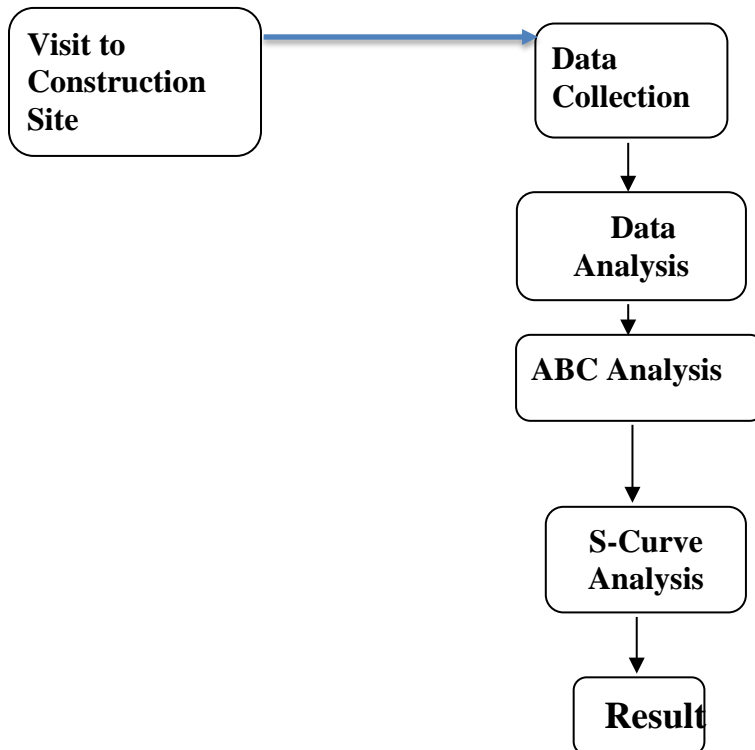 Visit to
Construction
Site
Data
Collection
Data
Analysis
ABC Analysis
S-Curve
Analysis
Result